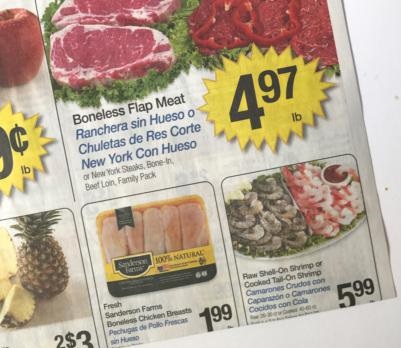 Boneless Flap Meat
Ranchera sin Hueso o
Chuletas de Res Corte
New York Con Hueso
or New York Steaks, Bone-In,
Beef Loin, Family Pack
4.97
lb
9¢
lb
2$3
Sanderson
Farms
100% NATURAL
Fresh
Sanderson Farms
Boneless Chicken Breasts
Pechugas de Pollo Frescas
sin Hueso
1.99
lb
Raw Shell-On Shrimp or
Cooked Tail-On Shrimp
Camarones Crudos con
Caparazón o Camarones
Cocidos con Cola
5.99
lb